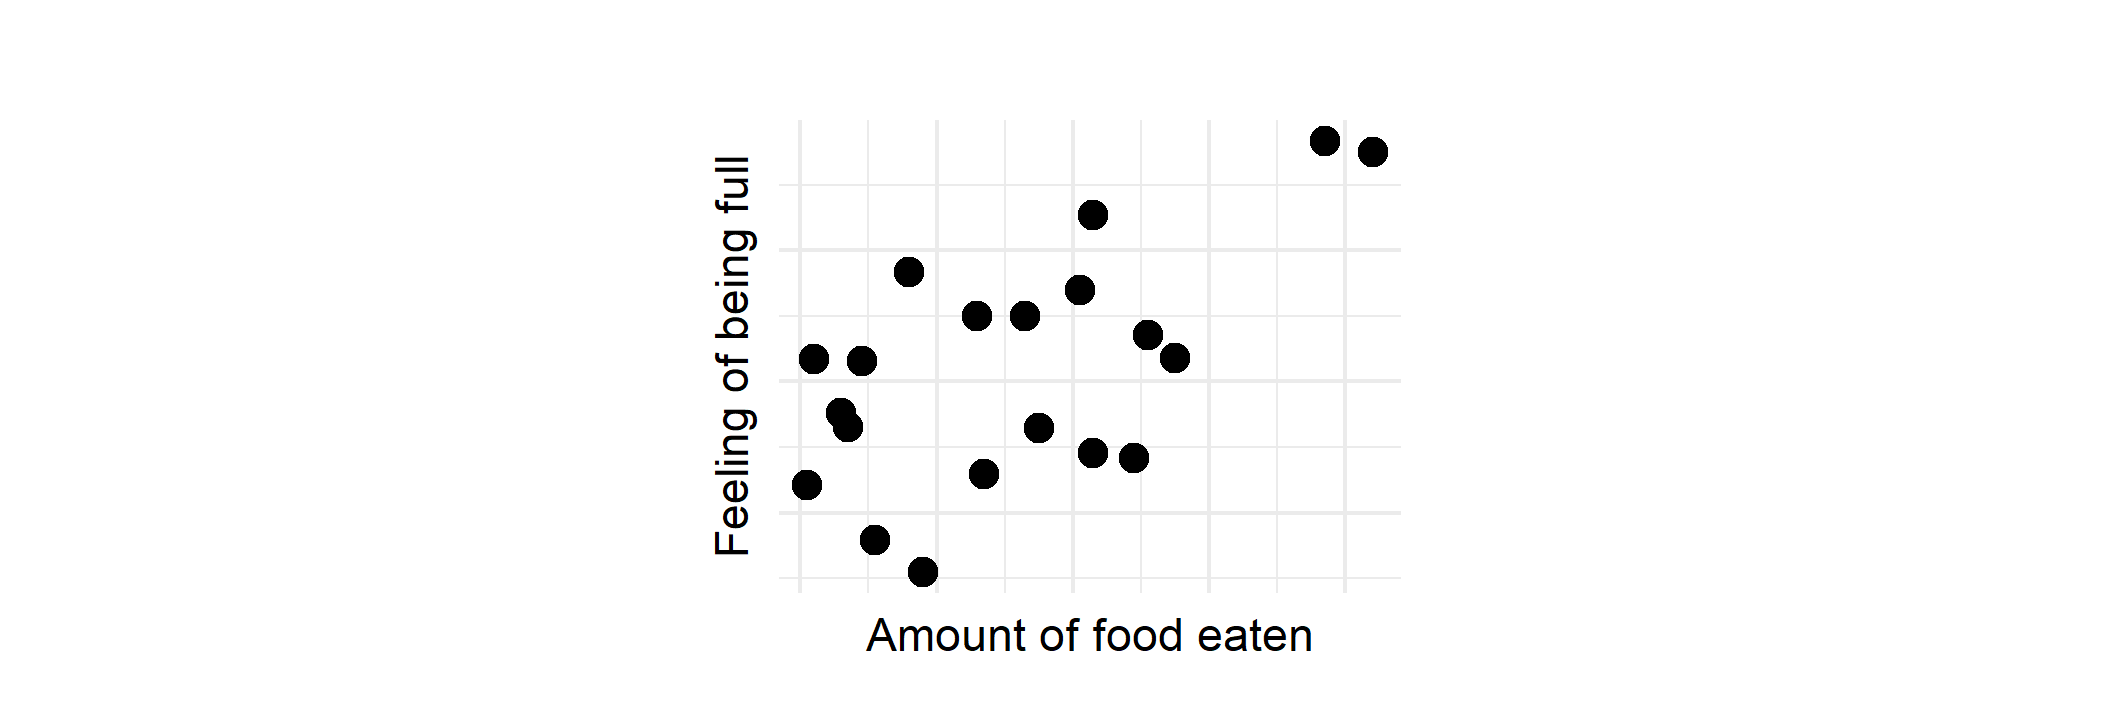 Feeling of being full
Amount of food eaten